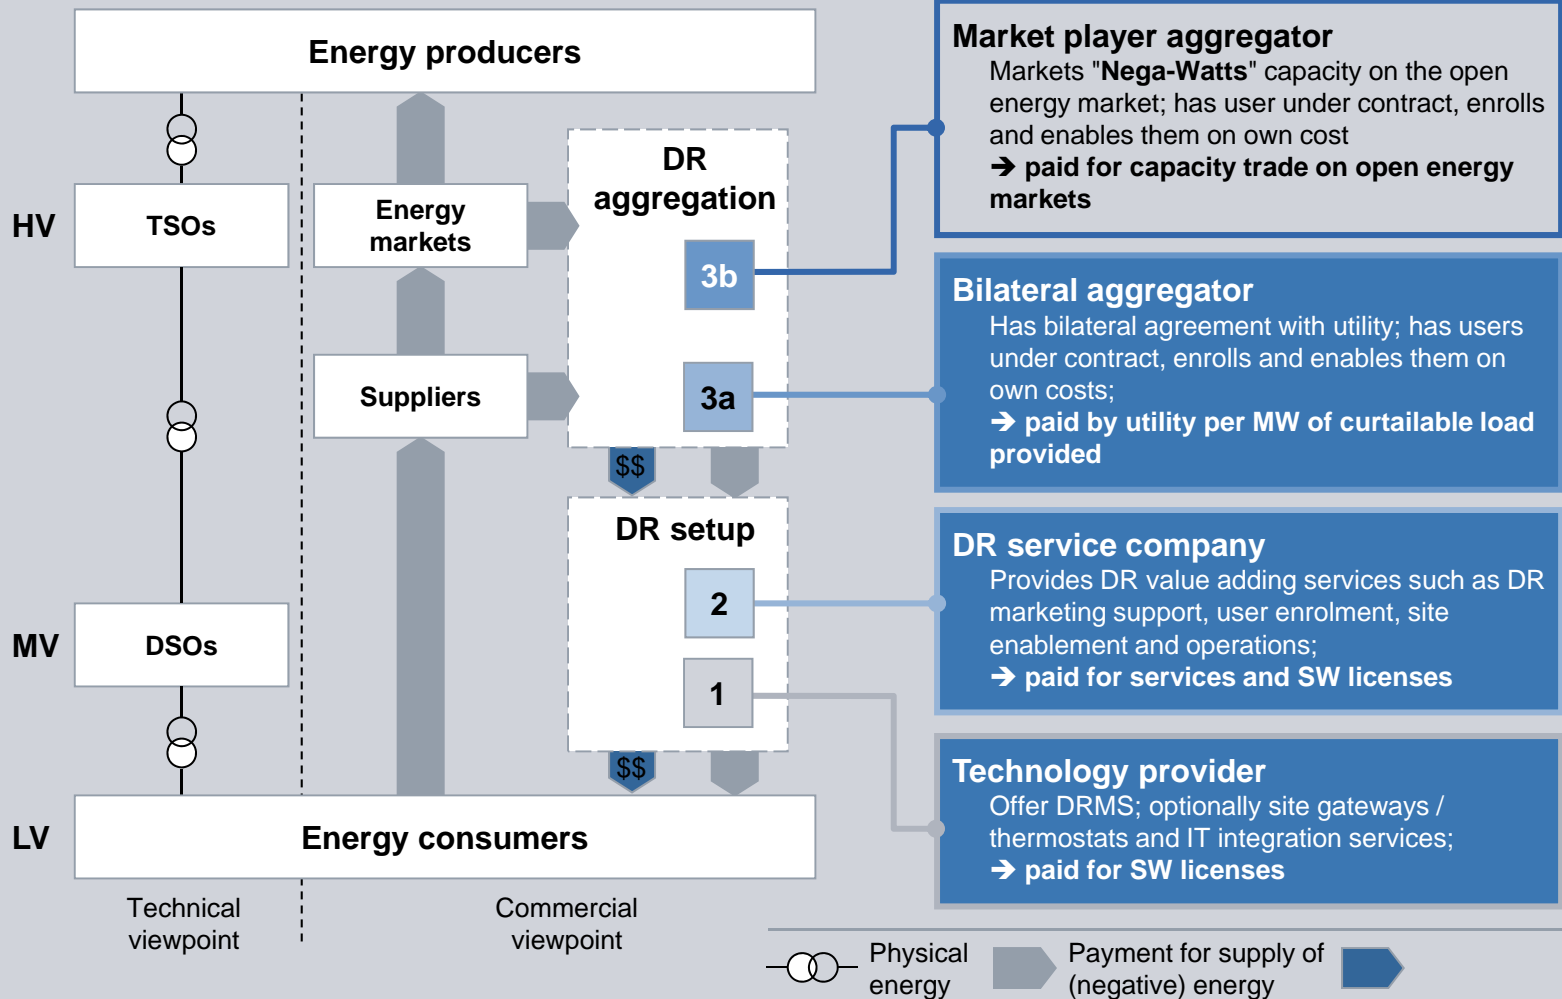 Energy producers
HV
TSOs
Energy
markets
Suppliers
DR
aggregation
3b
3a
$$
DR setup
2
1
$$
MV
DSOs
LV
Energy consumers
Technical
viewpoint
Commercial
viewpoint
Market player aggregator
Markets "Nega-Watts" capacity on the open
energy market; has user under contract, enrolls
and enables them on own cost
➔ paid for capacity trade on open energy
markets
Bilateral aggregator
Has bilateral agreement with utility; has users
under contract, enrolls and enables them on
own costs;
➔ paid by utility per MW of curtailable load
provided
DR service company
Provides DR value adding services such as DR
marketing support, user enrolment, site
enablement and operations;
➔ paid for services and SW licenses
Technology provider
Offer DRMS; optionally site gateways /
thermostats and IT integration services;
➔ paid for SW licenses
Physical
energy
Payment for supply of
(negative) energy